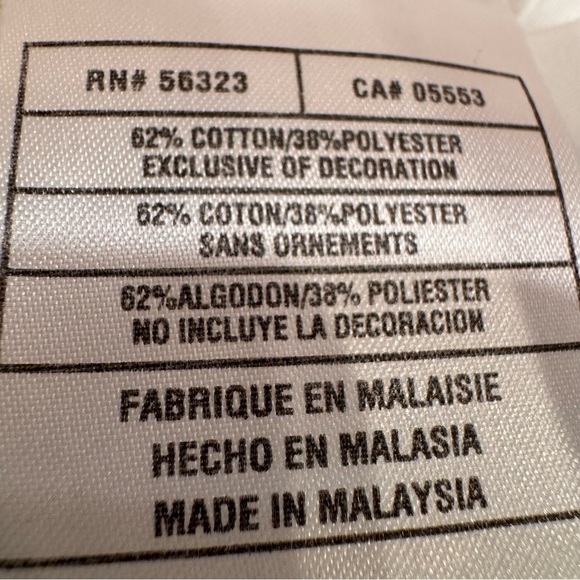 RN# 56323 CA# 05553
62% COTTON/38%POLYESTER
EXCLUSIVE OF DECORATION
62% COTON/38%POLYESTER
SANS ORNEMENTS
62%ALGODON/38% POLIESTER
NO INCLUYE LA DECORACION
FABRIQUE EN MALAISIE
HECHO EN MALASIA
MADE IN MALAYSIA